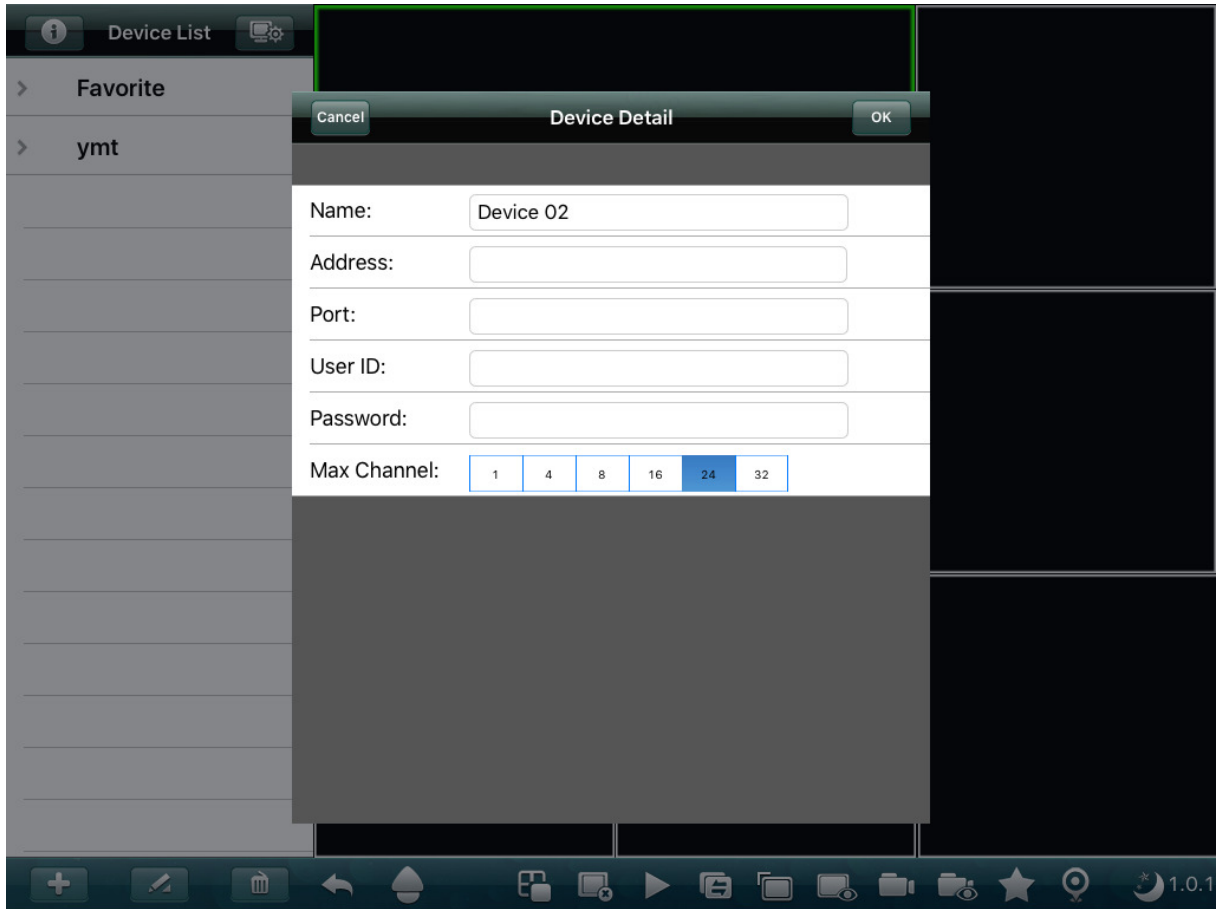 Device List
Favorite
ymt
Cancel
Device Detail
OK
Name:
Device 02
Address:
Port:
User ID:
Password:
Max Channel:
1 4 8 16 24 32
1.0.1